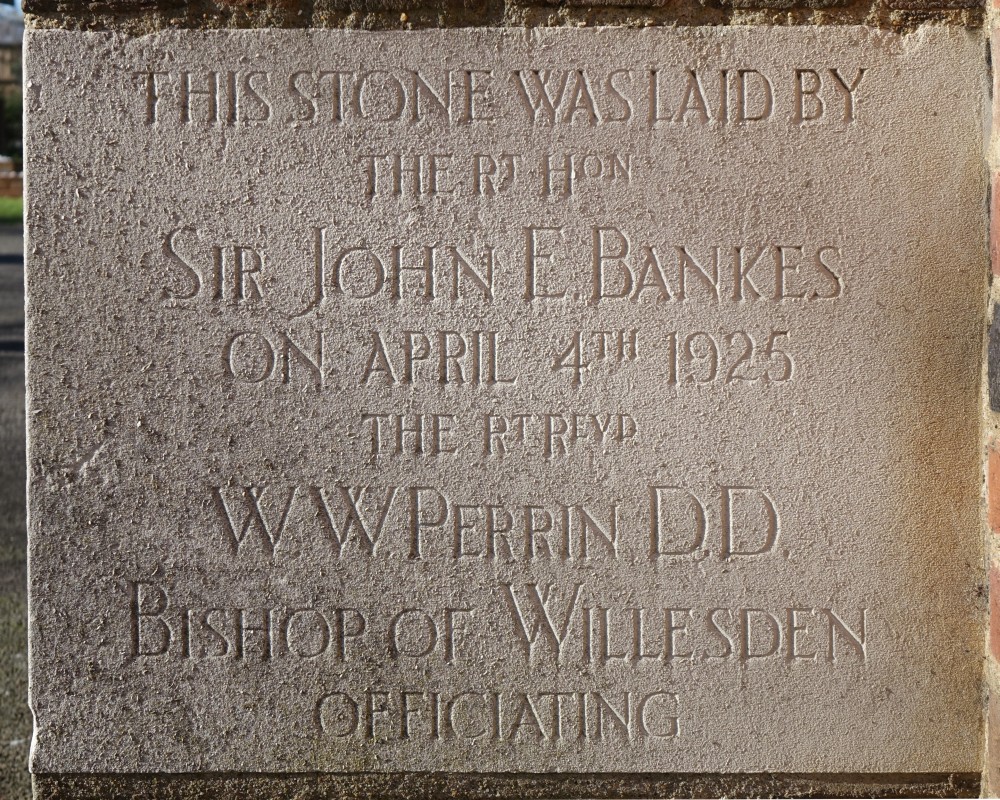 THIS STONE WAS LAID BY
THE RT HON
SIR JOHN E. BANKES
ON APRIL 4TH 1925
THE RT REVD
W. W. PERRIN, D.D.
BISHOP OF WILLESDEN
OFFICIATING